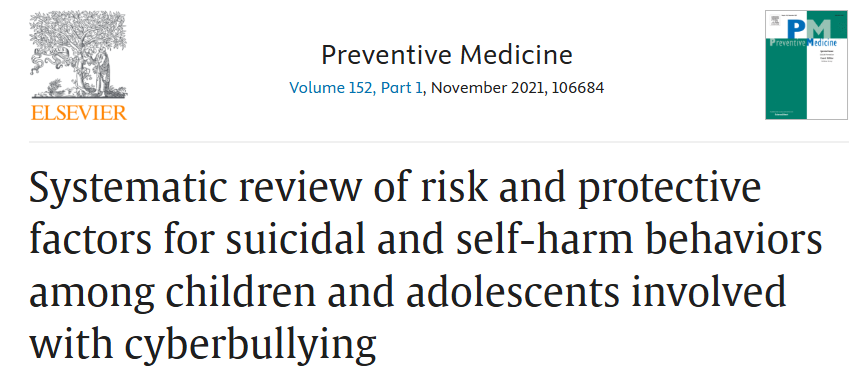 Preventive Medicine
Volume 152, Part 1, November 2021, 106684
ELSEVIER
PM
Preventive Medicine
Systematic review of risk and protective
factors for suicidal and self-harm behaviors
among children and adolescents involved
with cyberbullying